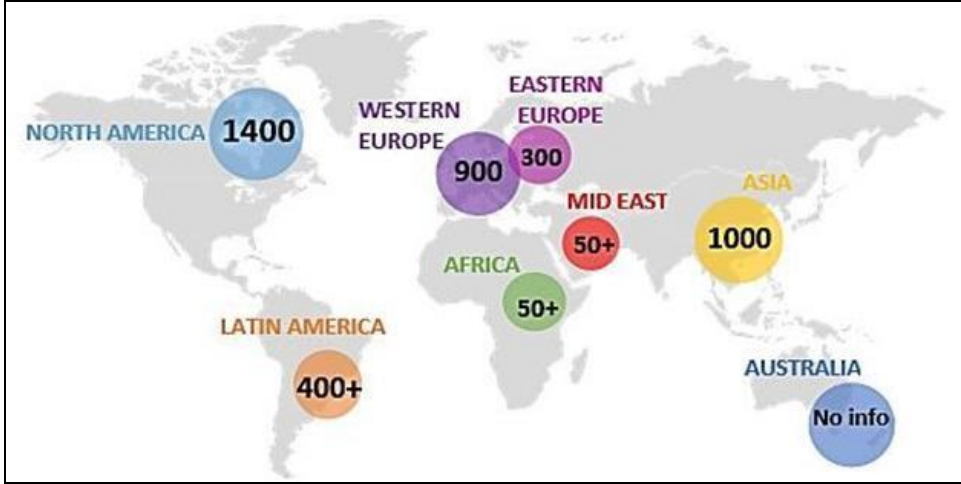 NORTH AMERICA
1400
WESTERN
EUROPE
900
EASTERN
EUROPE
300
MID EAST
50+
ASIA
1000
AFRICA
50+
LATIN AMERICA
400+
AUSTRALIA
No info